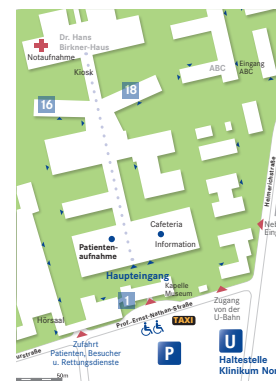 Dr. Hans
Birkner-Haus
Notaufnahme
Kiosk
ABC
Eingang
ABC
16
18
Heimerichstraße
Cafeteria
Information
Patienten-
aufnahme
Haupteingang
Kapelle
Museum
1
Hörsaal
Prof.-Ernst-Nathan-Straße
Zugang
von der
U-Bahn
TAXI
Zufahrt
Patienten, Besucher
u. Rettungsdienste
P
U
Haltestelle
Klinikum Nor
50m